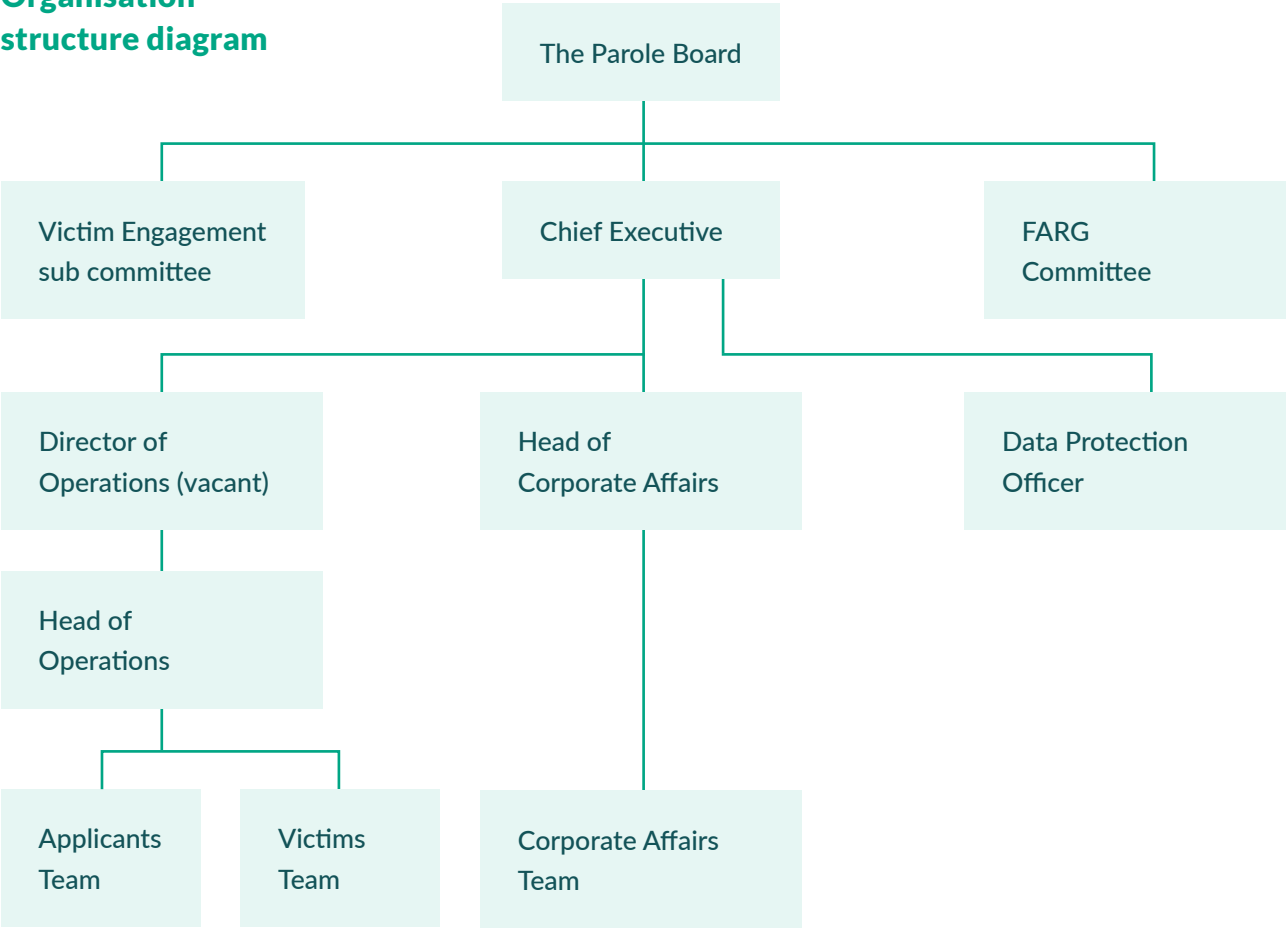 Organisation
structure diagram
The Parole Board
Victim Engagement
sub committee
Chief Executive
FARG
Committee
Director of
Operations (vacant)
Head of
Corporate Affairs
Data Protection
Officer
Head of
Operations
Applicants
Team
Victims
Team
Corporate Affairs
Team